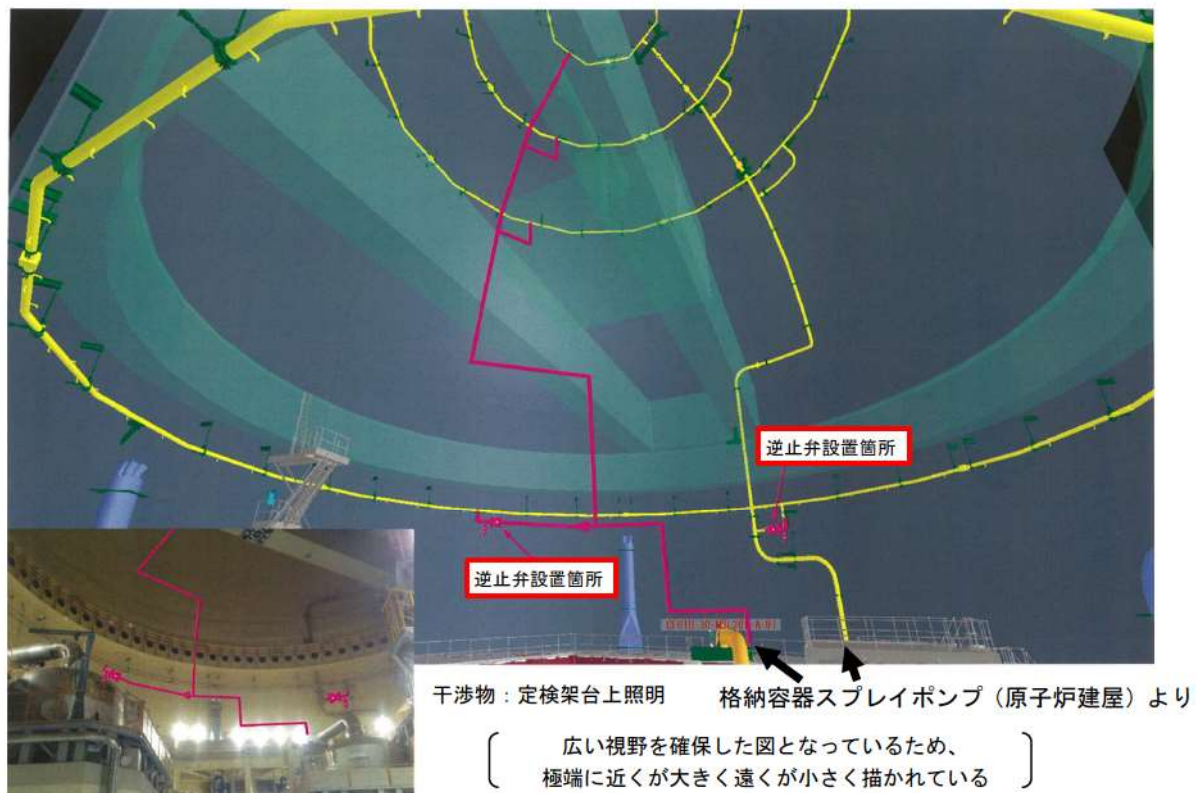 逆止弁設置箇所
逆止弁設置箇所
干渉物：定検架台上照明
格納容器スプレイポンプ（原子炉建屋）より
広い視野を確保した図となっているため、
極端に近くが大きく遠くが小さく描かれている